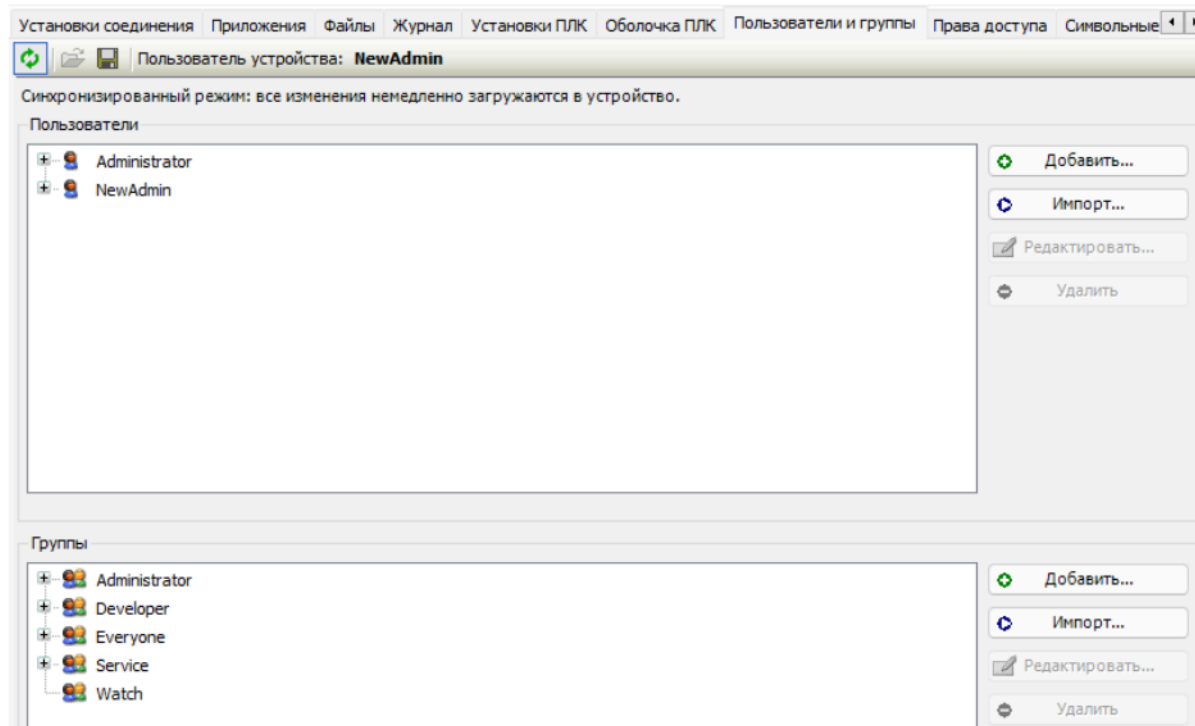 Установки соединения Приложения Файлы Журнал Установки ПЛК Оболочка ПЛК Пользователи и группы Права доступа Символьные
Пользователь устройства: NewAdmin
Синхронизированный режим: все изменения немедленно загружаются в устройство.
Пользователи
Administrator
NewAdmin
Добавить...
Импорт...
Редактировать...
Удалить
Группы
Administrator
Developer
Everyone
Service
Watch
Добавить...
Импорт...
Редактировать...
Удалить